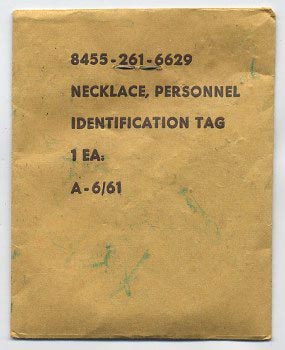 8455-261-6629
NECKLACE, PERSONNEL
IDENTIFICATION TAG
1 EA.
A-6/61